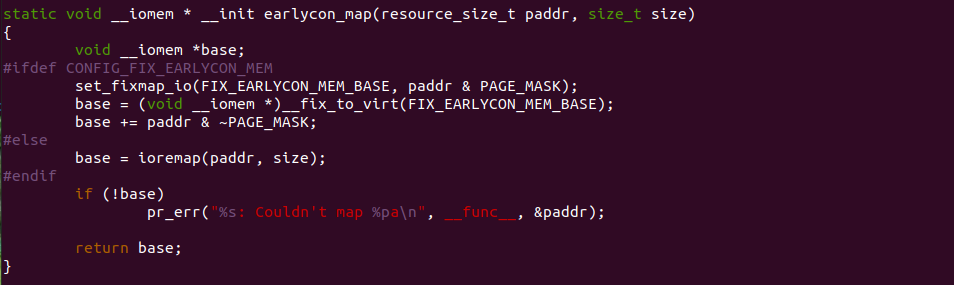 static void __iomem * __init earlycon_map(resource_size_t paddr, size_t size)
{
        void __iomem *base;
#ifdef CONFIG_FIX_EARLYCON_MEM
        set_fixmap_io(FIX_EARLYCON_MEM_BASE, paddr & PAGE_MASK);
        base = (void __iomem *)__fix_to_virt(FIX_EARLYCON_MEM_BASE);
        base += paddr & ~PAGE_MASK;
#else
        base = ioremap(paddr, size);
#endif
        if (!base)
                pr_err("%s: Couldn't map %pa\n", __func__, &paddr);

        return base;
}